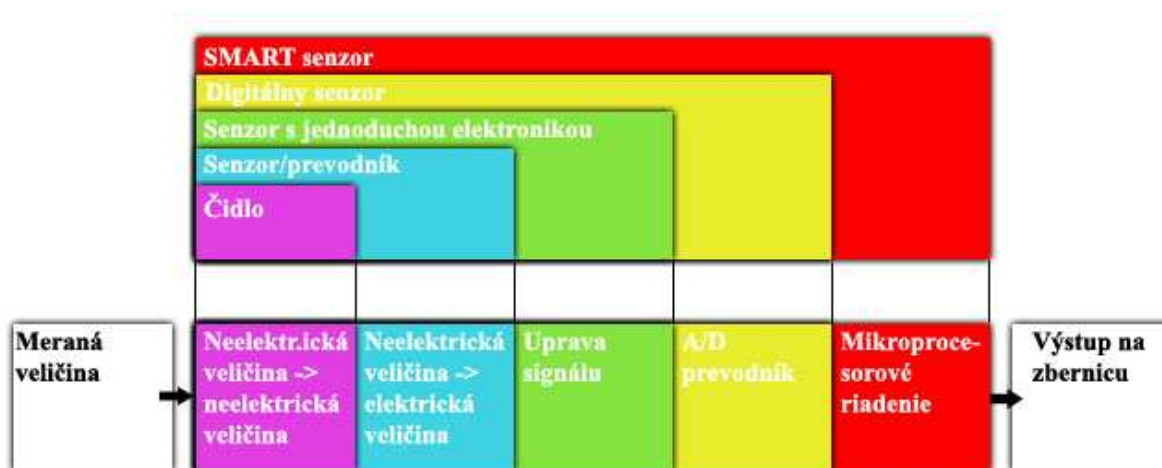 SMART senzor
Digitálny senzor
Senzor s jednoduchou elektronikou
Senzor/prevodník
Čidlo
Meraná
veličina
Neelektr.ická
veličina ->
neelektrická
veličina
Neelektrická
veličina ->
elektrická
veličina
Uprava
signálu
A/D
prevodník
Mikroproce-
sorové
riadenie
Výstup na
zbernicu